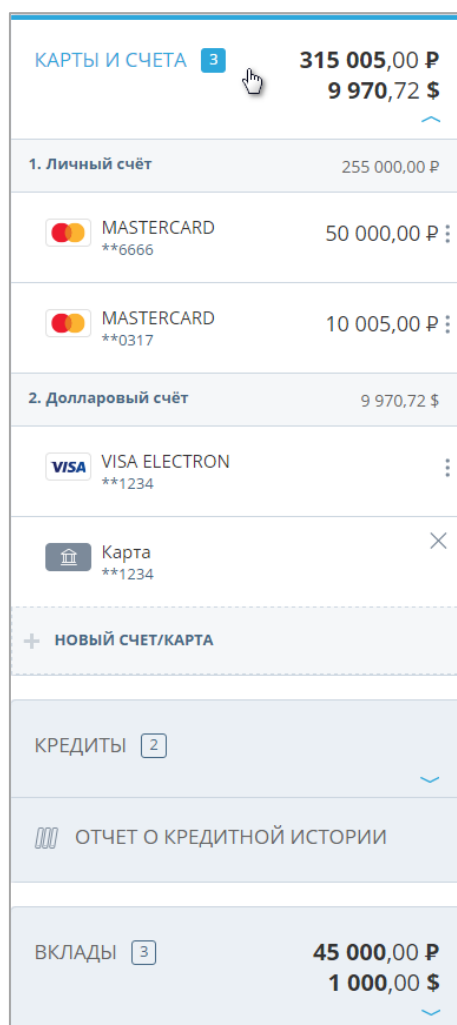 КАРТЫ И СЧЕТА 3 315 005,00 ₽
9 970,72 $
1. Личный счёт 255 000,00 ₽
MASTERCARD 50 000,00 ₽
**6666
MASTERCARD 10 005,00 ₽
**0317
2. Долларовый счёт 9 970,72 $
VISA VISA ELECTRON
**1234
Карта
**1234
+ НОВЫЙ СЧЕТ/КАРТА
КРЕДИТЫ 2
ОТЧЕТ О КРЕДИТНОЙ ИСТОРИИ
ВКЛАДЫ 3 45 000,00 ₽
1 000,00 $